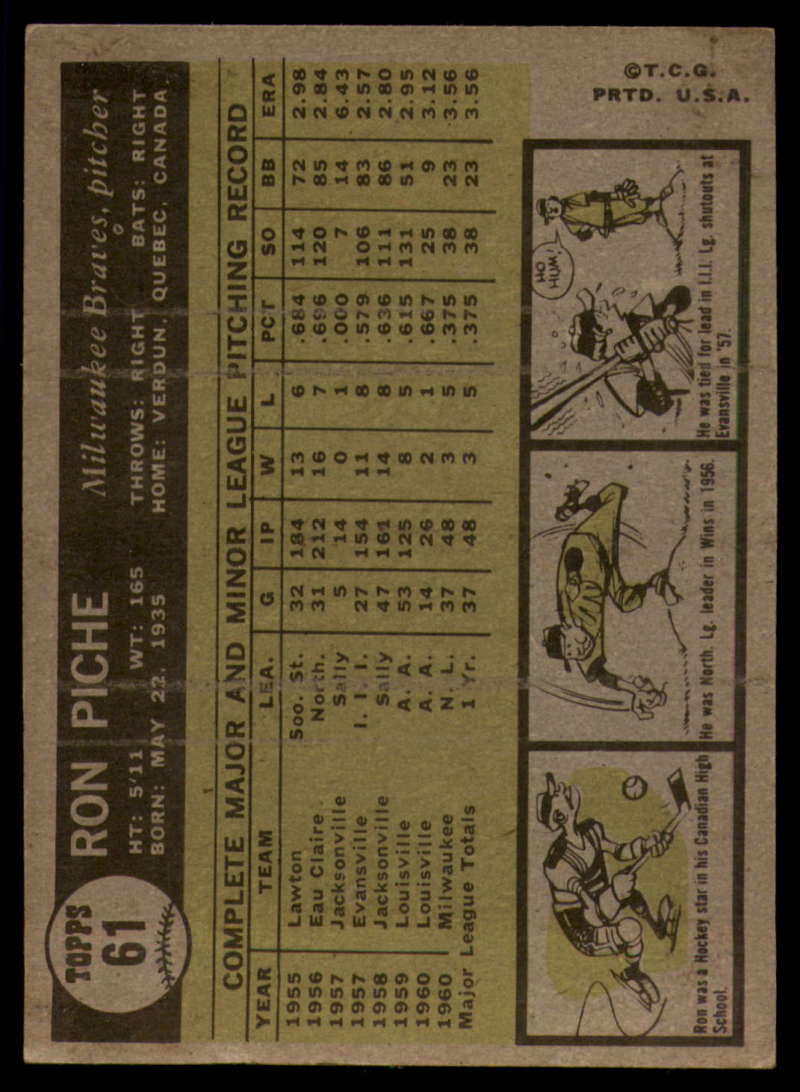 TOPPS
61
RON PICHE Milwaukee Braves, pitcher
HT: 5'11 WT: 165 THROWS: RIGHT BATS: RIGHT
BORN: MAY 22, 1935 HOME: VERDUN, QUEBEC, CANADA
COMPLETE MAJOR AND MINOR LEAGUE PITCHING RECORD
YEAR TEAM LEA. G IP W L PCT SO BB ERA
1955 Lawton Soo. St. 32 184 13 6 .684 114 72 2.98
1956 Eau Claire North. 31 212 16 7 .696 120 85 2.84
1957 Jacksonville Sally 5 14 0 1 .000 7 14 6.43
1957 Evansville I. I. I. 27 154 11 8 .579 106 83 2.57
1958 Jacksonville Sally 47 161 14 8 .636 111 86 2.80
1959 Louisville A. A. 53 125 8 5 .615 131 51 2.95
1960 Louisville A. A. 14 26 2 1 .667 25 9 3.12
1960 Milwaukee N. L. 37 48 3 5 .375 38 23 3.56
Major League Totals 1 Yr. 37 48 3 5 .375 38 23 3.56
Ron was a Hockey star in his Canadian High
School.
He was North. Lg. leader in Wins in 1956.
HO
HUM!
He was tied for lead in I.I.I. Lg. shutouts at
Evansville in '57.
©T.C.G.
PRTD. U.S.A.